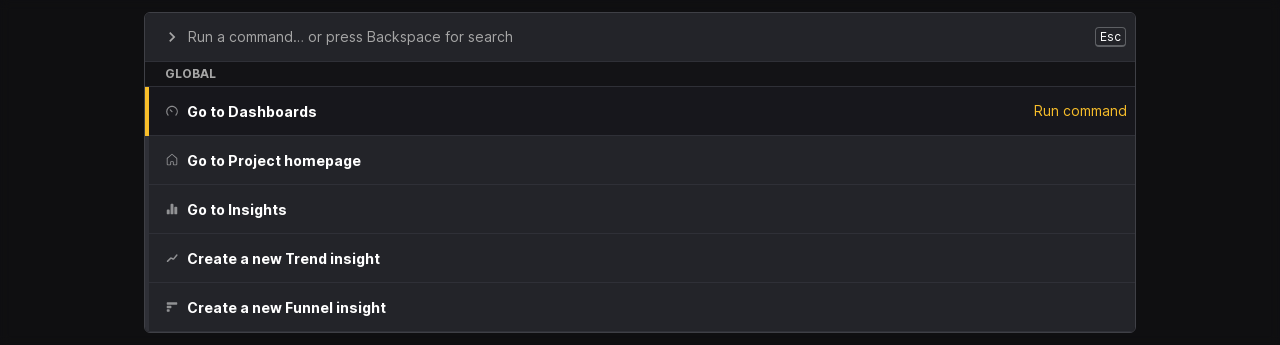 Run a command... or press Backspace for search
Esc
GLOBAL
Go to Dashboards
Run command
Go to Project homepage
Go to Insights
Create a new Trend insight
Create a new Funnel insight